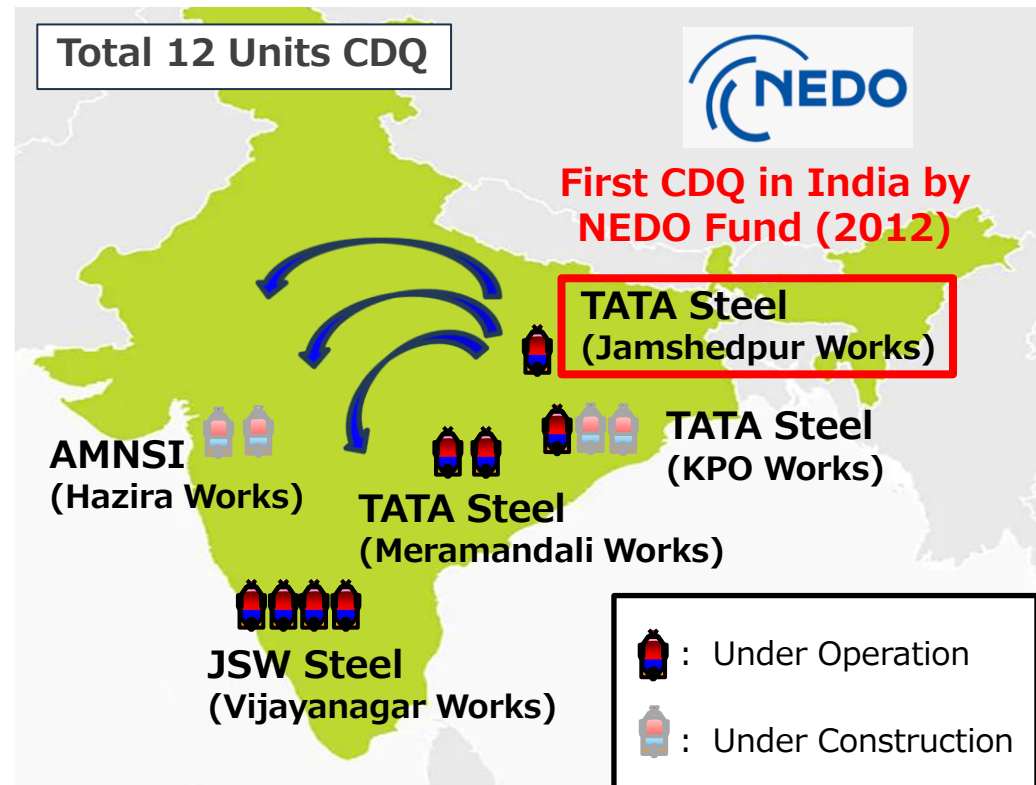 Total 12 Units CDQ
NEDO
First CDQ in India by
NEDO Fund (2012)
TATA Steel
(Jamshedpur Works)
TATA Steel
(KPO Works)
AMNSI
(Hazira Works)
TATA Steel
(Meramandali Works)
JSW Steel
(Vijayanagar Works)
: Under Operation
: Under Construction